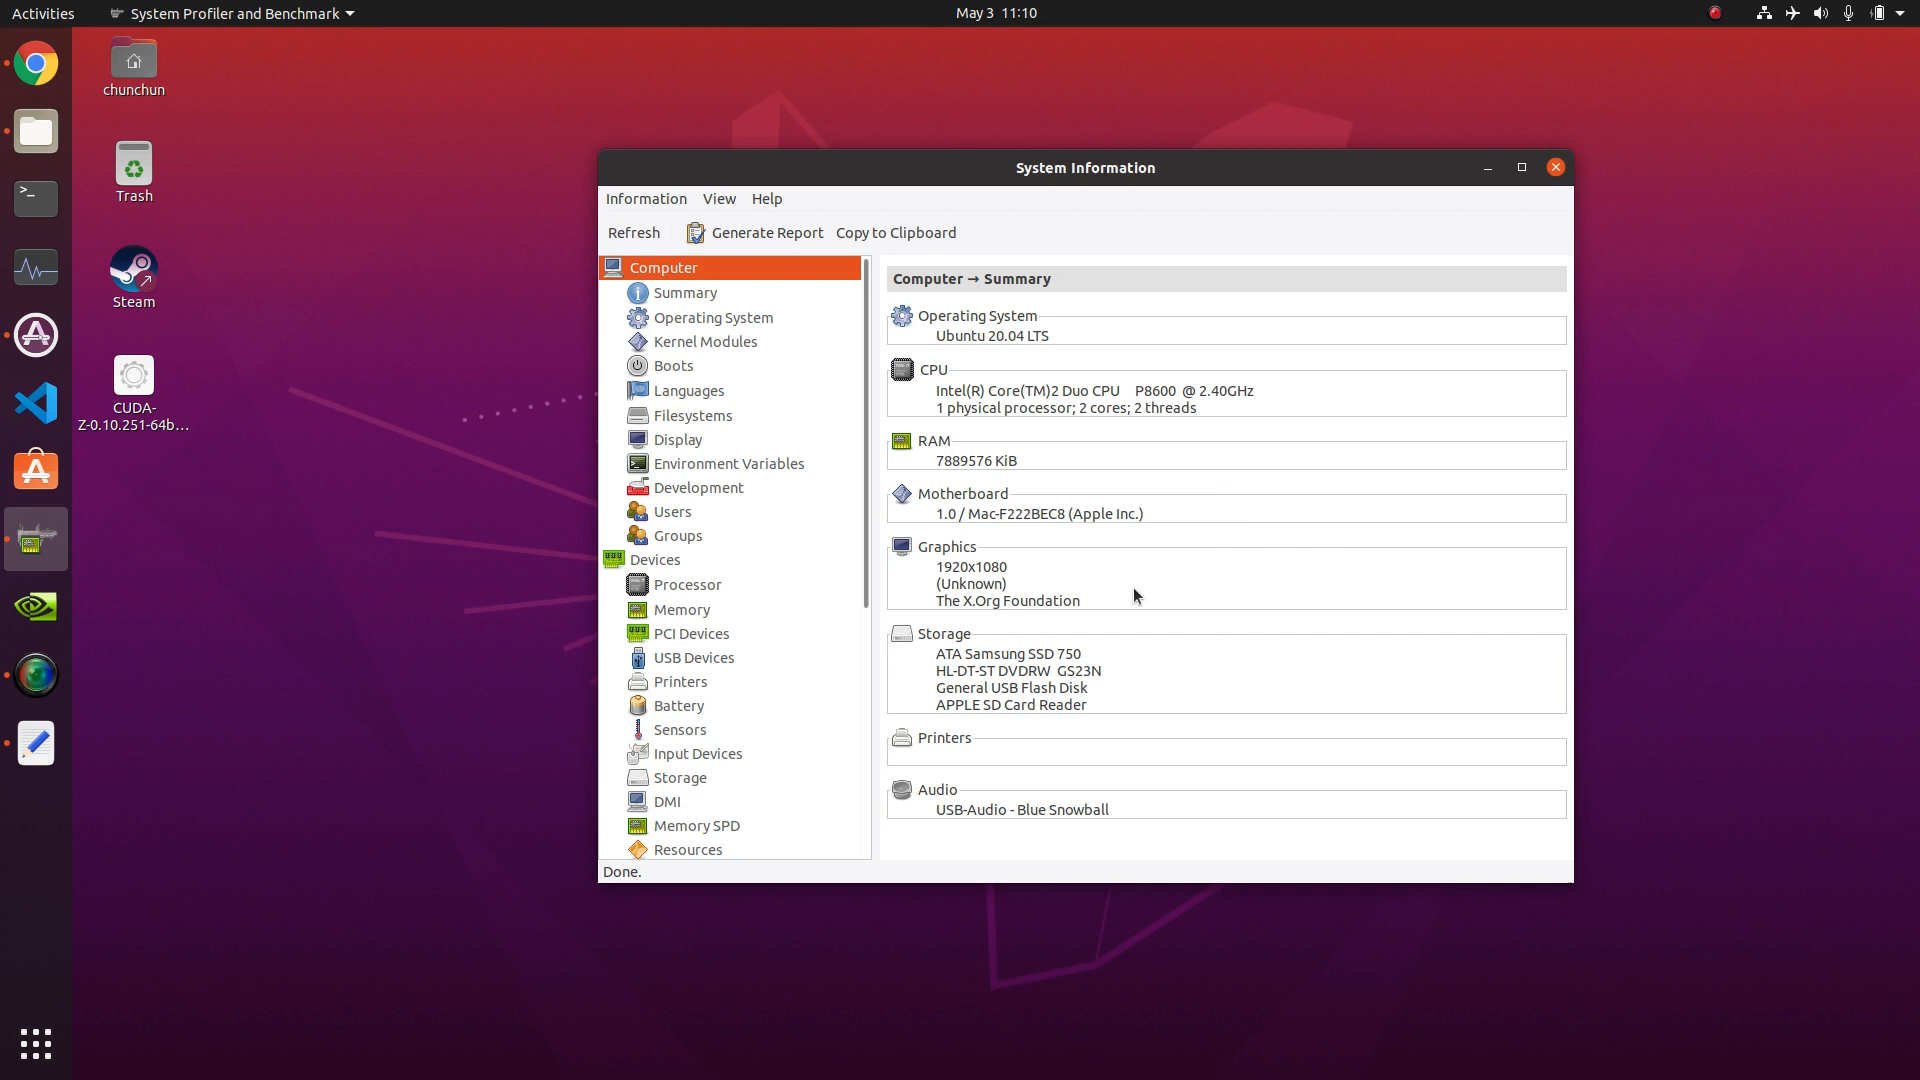 Activities
System Profiler and Benchmark
May 3 11:10
chunchun
Trash
Steam
CUDA-
Z-0.10.251-64b...
System Information
Information View Help
Refresh Generate Report Copy to Clipboard
Computer
Summary
Operating System
Kernel Modules
Boots
Languages
Filesystems
Display
Environment Variables
Development
Users
Groups
Devices
Processor
Memory
PCI Devices
USB Devices
Printers
Battery
Sensors
Input Devices
Storage
DMI
Memory SPD
Resources
Computer → Summary
Operating System
Ubuntu 20.04 LTS
CPU
Intel(R) Core(TM)2 Duo CPU P8600 @ 2.40GHz
1 physical processor; 2 cores; 2 threads
RAM
7889576 KiB
Motherboard
1.0 / Mac-F222BEC8 (Apple Inc.)
Graphics
1920x1080
(Unknown)
The X.Org Foundation
Storage
ATA Samsung SSD 750
HL-DT-ST DVDRW GS23N
General USB Flash Disk
APPLE SD Card Reader
Printers
Audio
USB-Audio - Blue Snowball
Done.